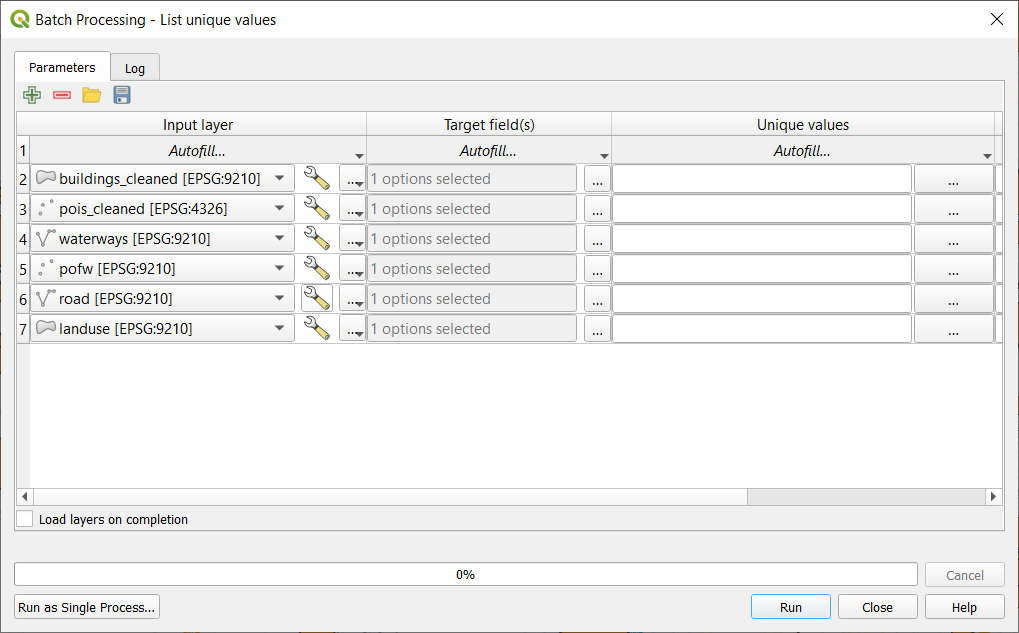 Batch Processing - List unique values
Parameters Log
Input layer Target field(s) Unique values
1 Autofill... Autofill... Autofill...
2 buildings_cleaned [EPSG:9210] ... 1 options selected ... ...
3 pois_cleaned [EPSG:4326] ... 1 options selected ... ...
4 waterways [EPSG:9210] ... 1 options selected ... ...
5 pofw [EPSG:9210] ... 1 options selected ... ...
6 road [EPSG:9210] ... 1 options selected ... ...
7 landuse [EPSG:9210] ... 1 options selected ... ...
Load layers on completion
0% Cancel
Run as Single Process... Run Close Help